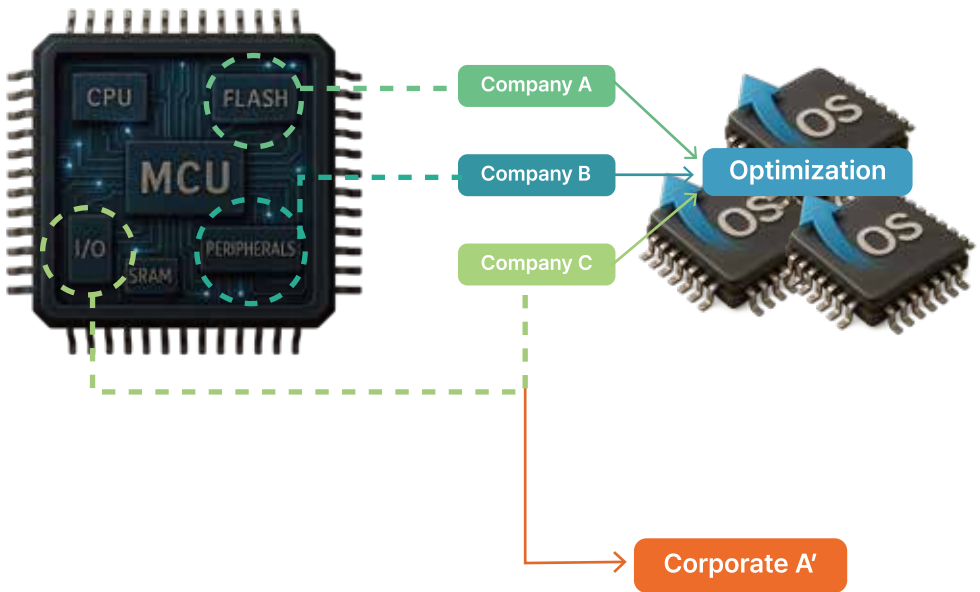 CPU
FLASH
MCU
I/O
SRAM
PERIPHERALS
Company A
Company B
Company C
OS
Optimization
OS
OS
Corporate A’